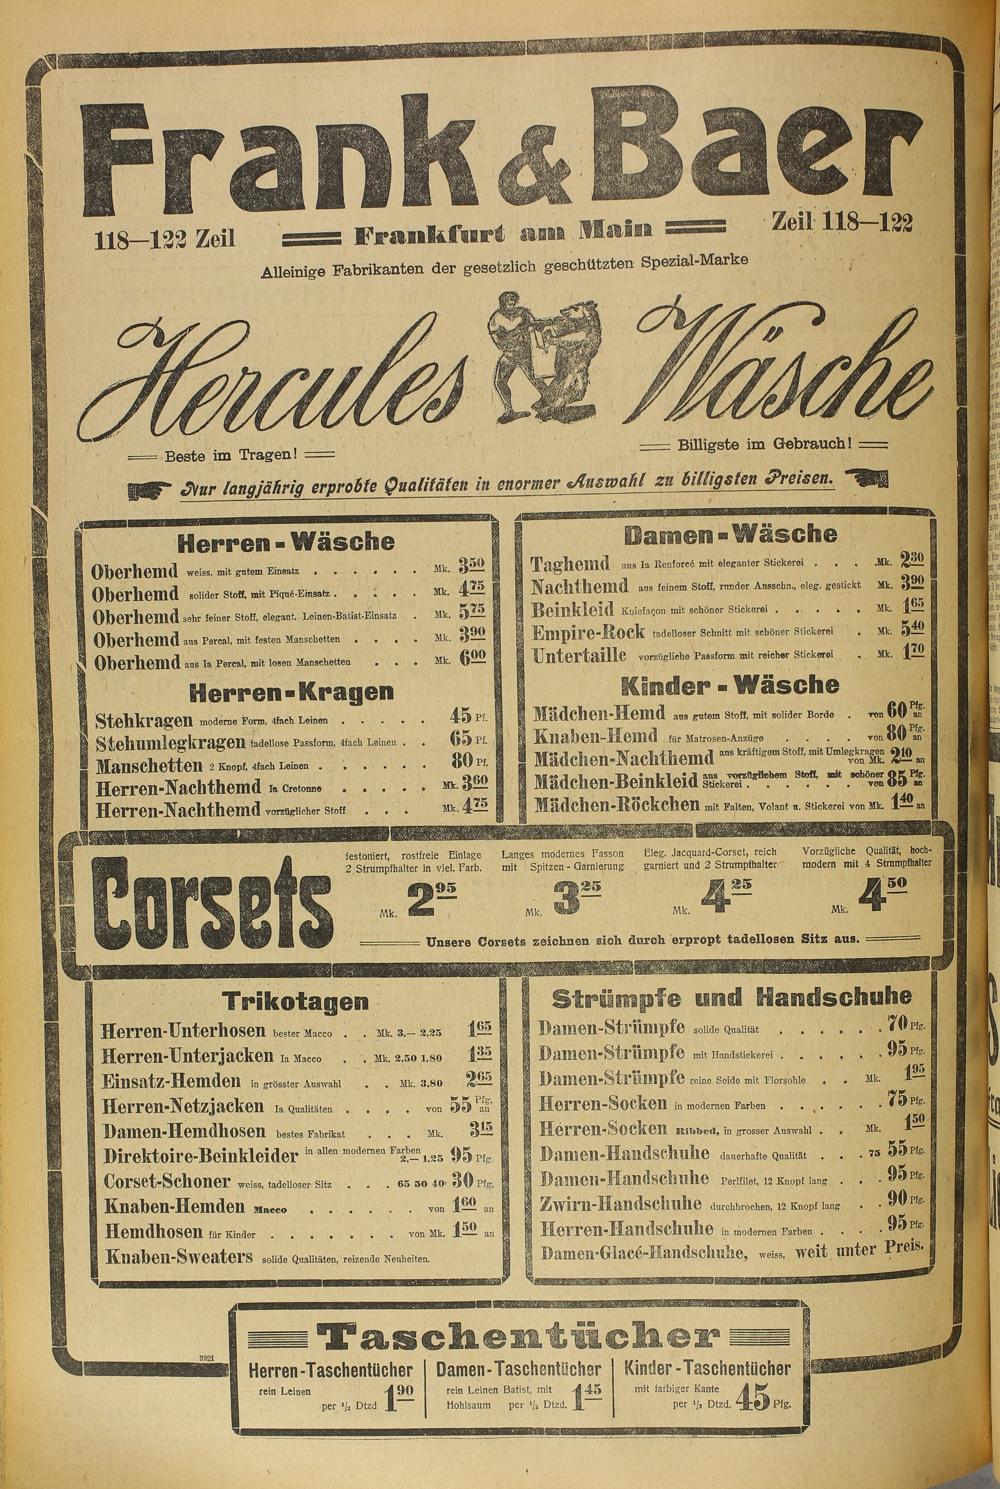 Frank & Baer
118—122 Zeil Frankfurt am Main Zeil 118—122
Alleinige Fabrikanten der gesetzlich geschützten Spezial-Marke
Hercules Wäsche
Beste im Tragen! Billigste im Gebrauch!
Nur langjährig erprobte Qualitäten in enormer Auswahl zu billigsten Preisen.
Herren-Wäsche
Oberhemd weiss, mit gutem Einsatz . . . . . . Mk. 3 50
Oberhemd solider Stoff, mit Piqué-Einsatz . . . . . Mk. 4 75
Oberhemd sehr feiner Stoff, elegant. Leinen-Batist-Einsatz . Mk. 5 75
Oberhemd aus Percal, mit festen Manschetten . . . . Mk. 3 90
Oberhemd aus Ia Percal, mit losen Manschetten . . . Mk. 6 00
Herren-Kragen
Stehkragen moderne Form, 4fach Leinen . . . . . 45 Pf.
Stehumlegkragen tadellose Passform, 4fach Leinen . . 65 Pf.
Manschetten 2 Knopf, 4fach Leinen . . . . . . 80 Pf.
Herren-Nachthemd Ia Cretonne . . . . . Mk. 3 60
Herren-Nachthemd vorzüglicher Stoff . . . Mk. 4 75
Damen-Wäsche
Taghemd aus Ia Renforcé mit eleganter Stickerei . . . Mk. 2 30
Nachthemd aus feinem Stoff, runder Ausschn., eleg. gestickt Mk. 3 90
Beinkleid Kniefaçon mit schöner Stickerei . . . . . Mk. 1 65
Empire-Rock tadelloser Schnitt mit schöner Stickerei . Mk. 5 40
Untertaille vorzügliche Passform mit reicher Stickerei . Mk. 1 70
Kinder-Wäsche
Mädchen-Hemd aus gutem Stoff, mit solider Borde . von 60 Pfg. an
Knaben-Hemd für Matrosen-Anzüge . . . . von 80 Pfg. an
Mädchen-Nachthemd aus kräftigem Stoff, mit Umlegkragen von Mk. 2 10 an
Mädchen-Beinkleid aus vorzüglichem Stoff, mit schöner Stickerei . . . . . . von 85 Pfg. an
Mädchen-Röckchen mit Falten, Volant u. Stickerei von Mk. 1 40 an
Corsets
festoniert, rostfreie Einlage
2 Strumpfhalter in viel. Farb.
Mk. 2 95
Langes modernes Fasson
mit Spitzen-Garnierung
Mk. 3 25
Eleg. Jacquard-Corset, reich
garniert und 2 Strumpfhalter
Mk. 4 25
Vorzügliche Qualität, hoch-
modern mit 4 Strumpfhalter
Mk. 4 50
Unsere Corsets zeichnen sich durch erpropt tadellosen Sitz aus.
Trikotagen
Herren-Unterhosen bester Macco . . Mk. 3.— 2.25 1 65
Herren-Unterjacken Ia Macco . . Mk. 2.50 1.80 1 35
Einsatz-Hemden in grösster Auswahl . . Mk. 3.80 2 65
Herren-Netzjacken Ia Qualitäten . . . . von 55 Pfg. an
Damen-Hemdhosen bestes Fabrikat . . . Mk. 3 15
Direktoire-Beinkleider in allen modernen Farben 2.— 1.25 95 Pfg.
Corset-Schoner weiss, tadelloser Sitz . . . 65 50 40 30 Pfg.
Knaben-Hemden Macco . . . . . . von 1 60 an
Hemdhosen für Kinder . . . . . . . von Mk. 1 50 an
Knaben-Sweaters solide Qualitäten, reizende Neuheiten.
Strümpfe und Handschuhe
Damen-Strümpfe solide Qualität . . . . . . 70 Pfg.
Damen-Strümpfe mit Handstickerei . . . . . . 95 Pfg.
Damen-Strümpfe reine Seide mit Florsohle . . Mk. 1 95
Herren-Socken in modernen Farben . . . . . . 75 Pfg.
Herren-Socken Ribbed, in grosser Auswahl . . Mk. 1 50
Damen-Handschuhe dauerhafte Qualität . . . 75 55 Pfg.
Damen-Handschuhe Perlfilet, 12 Knopf lang . . . 95 Pfg.
Zwirn-Handschuhe durchbrochen, 12 Knopf lang . . 90 Pfg.
Herren-Handschuhe in modernen Farben . . . . 95 Pfg.
Damen-Glacé-Handschuhe, weiss, weit unter Preis.
Taschentücher
Herren-Taschentücher
rein Leinen
per 1/2 Dtzd 1 90
Damen-Taschentücher
rein Leinen Batist, mit
Hohlsaum per 1/2 Dtzd. 1 45
Kinder-Taschentücher
mit farbiger Kante
per 1/2 Dtzd. 45 Pfg.
9921